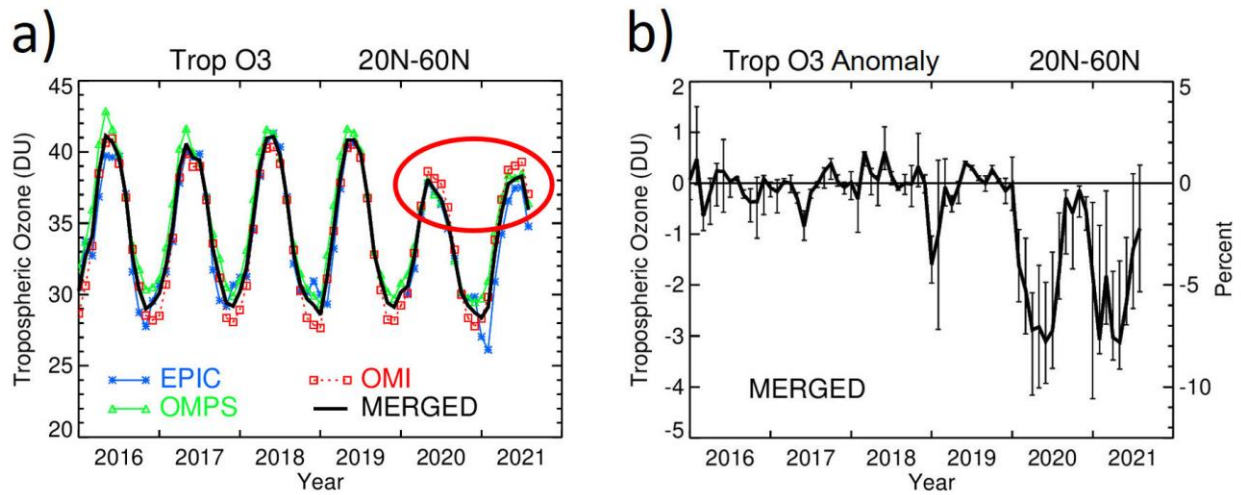 a)
Trop O3 20N-60N
Tropospheric Ozone (DU)
45
40
35
30
25
20
EPIC
OMPS
OMI
MERGED
2016 2017 2018 2019 2020 2021
Year
b)
Trop O3 Anomaly 20N-60N
Tropospheric Ozone (DU)
2
1
0
-1
-2
-3
-4
-5
MERGED
5
0
-5
-10
Percent
2016 2017 2018 2019 2020 2021
Year